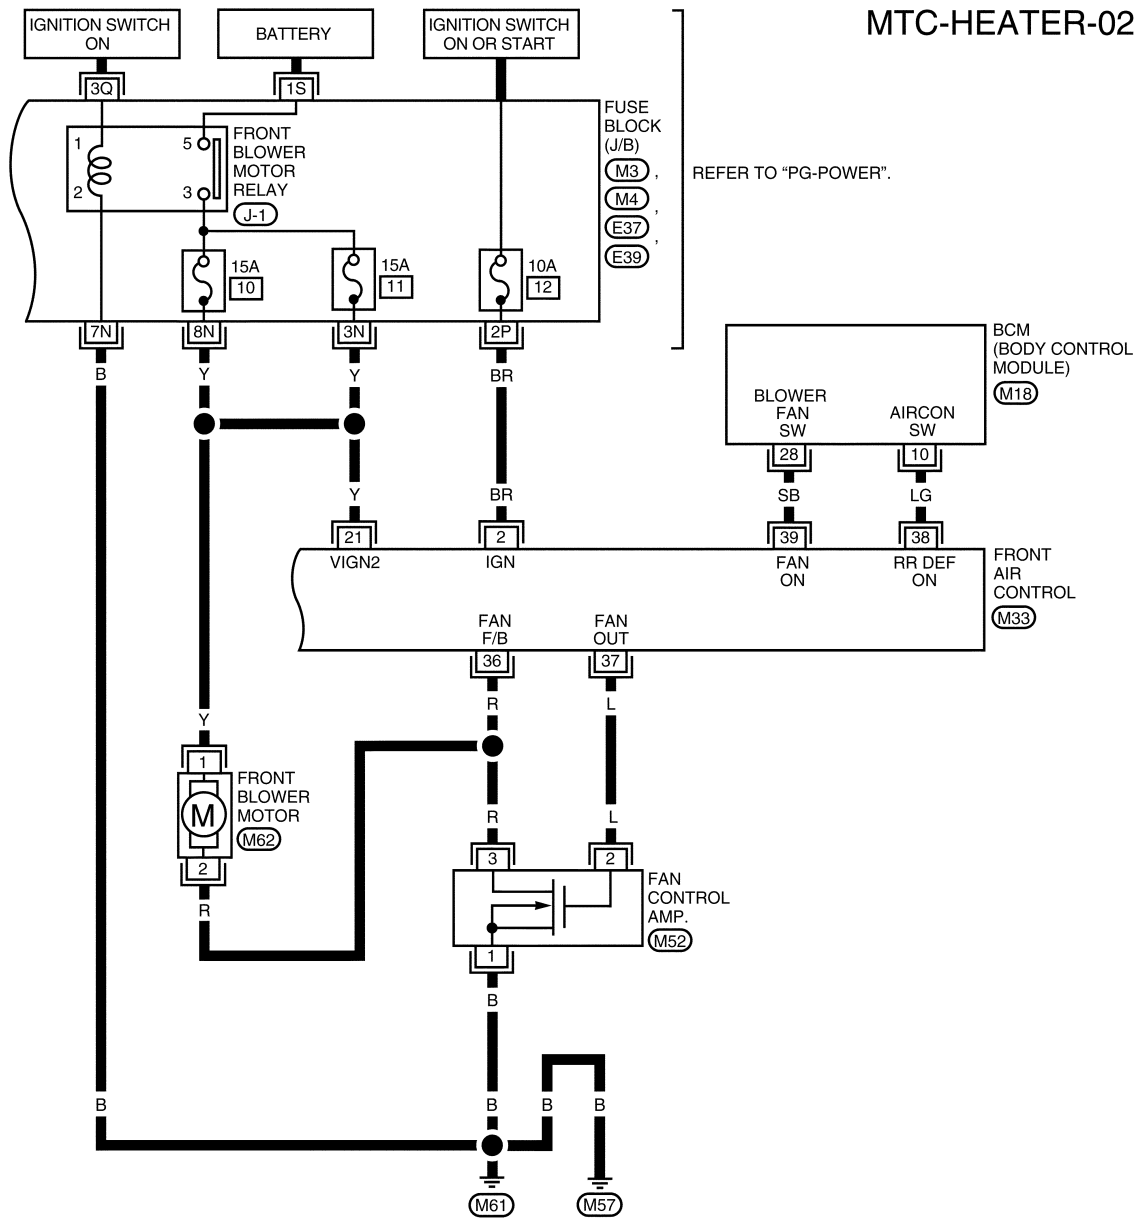 MTC-HEATER-02
IGNITION SWITCH
ON
BATTERY
IGNITION SWITCH
ON OR START
3Q
1S
FUSE
BLOCK
(J/B)
M3 ,
M4 ,
E37 ,
E39
REFER TO “PG-POWER”.
1
2
5
3
FRONT
BLOWER
MOTOR
RELAY
J-1
15A
10
15A
11
10A
12
7N
8N
3N
2P
B
Y
Y
BR
BCM
(BODY CONTROL
MODULE)
M18
BLOWER
FAN
SW
AIRCON
SW
28
10
SB
LG
Y
BR
21
2
39
38
VIGN2
IGN
FAN
ON
RR DEF
ON
FRONT
AIR
CONTROL
M33
FAN
F/B
FAN
OUT
36
37
R
L
Y
1
FRONT
BLOWER
MOTOR
M62
M
2
R
R
L
3
2
FAN
CONTROL
AMP.
M52
1
B
B
B
B
B
M61
M57